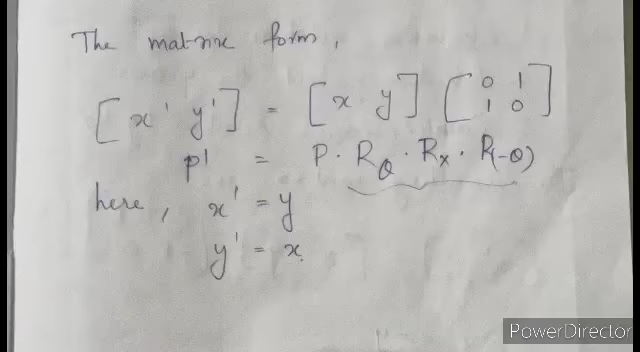 The matrix form,
[x' y'] = [x y] [0 1
1 0]
p' = P · Rθ · Rx · R(-θ)
here, x' = y
y' = x.
PowerDirector